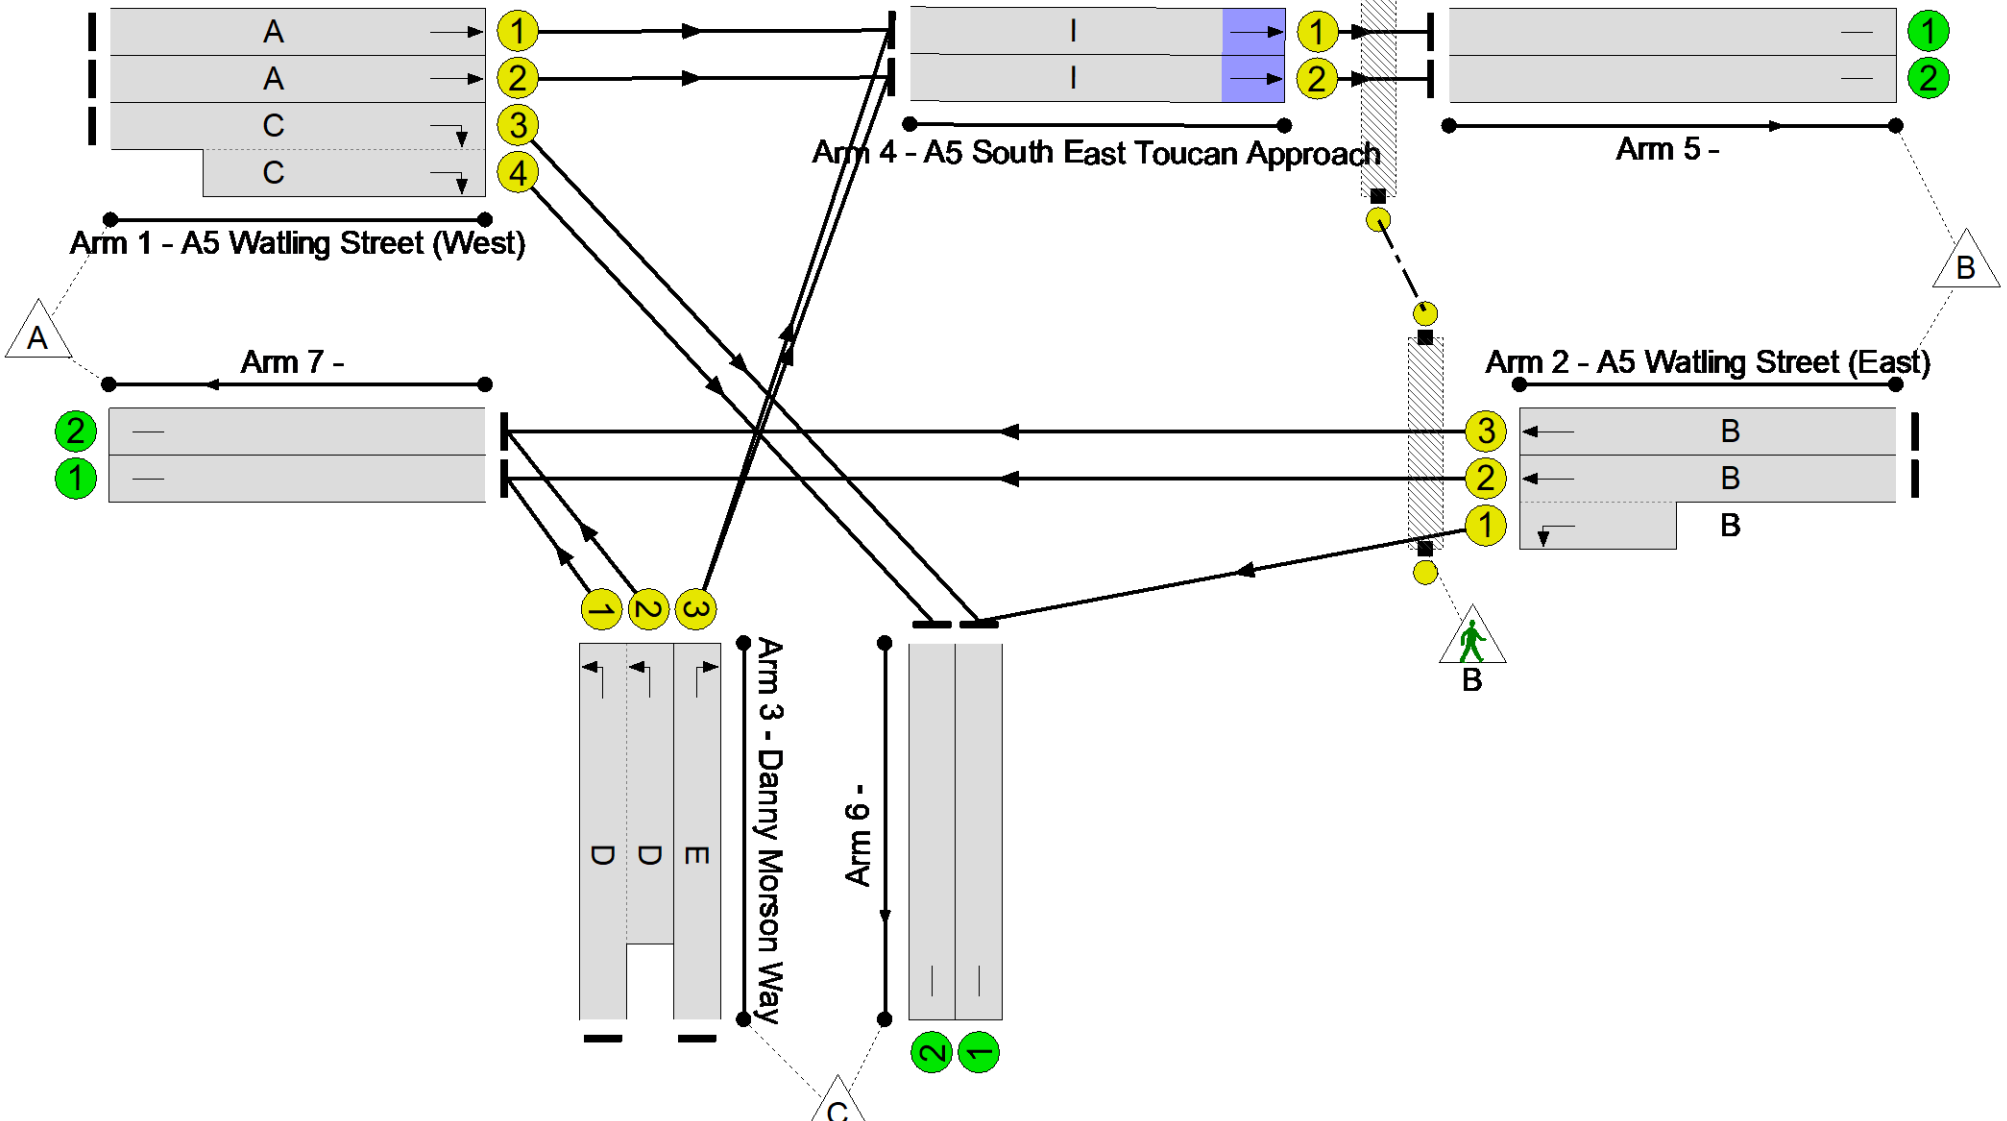 A 1
I 1
1
A 2
I 2
2
C 3
C 4
Arm 4 - A5 South East Toucan Approach
Arm 5 -
Arm 1 - A5 Watling Street (West)
B
A
Arm 7 -
Arm 2 - A5 Watling Street (East)
2
3 B
1
2 B
1 B
1 2 3
B
Arm 3 - Danny Morson Way
Arm 6 -
D D E
2 1
C